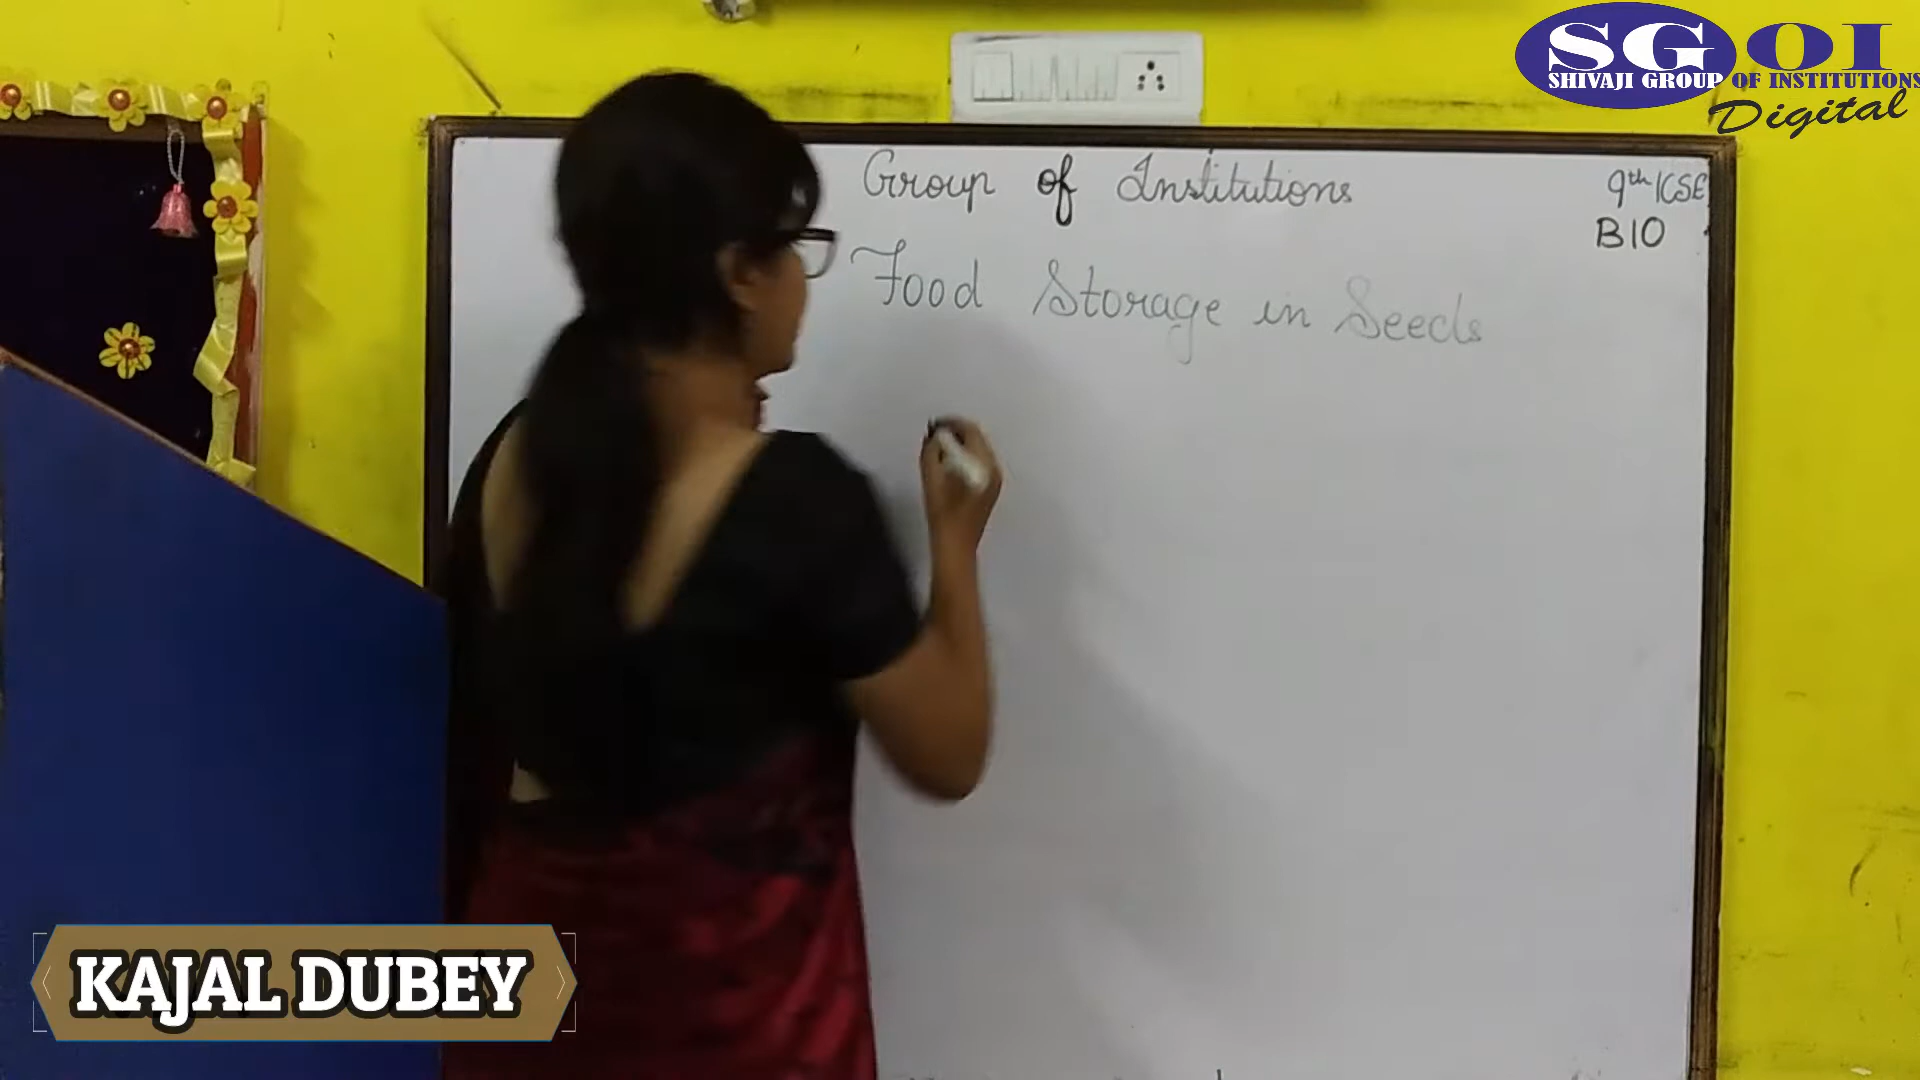 SGOI
SHIVAJI GROUP OF INSTITUTIONS
Digital
Group of Institutions
9th ICSE
BIO
Food Storage in Seeds
KAJAL DUBEY